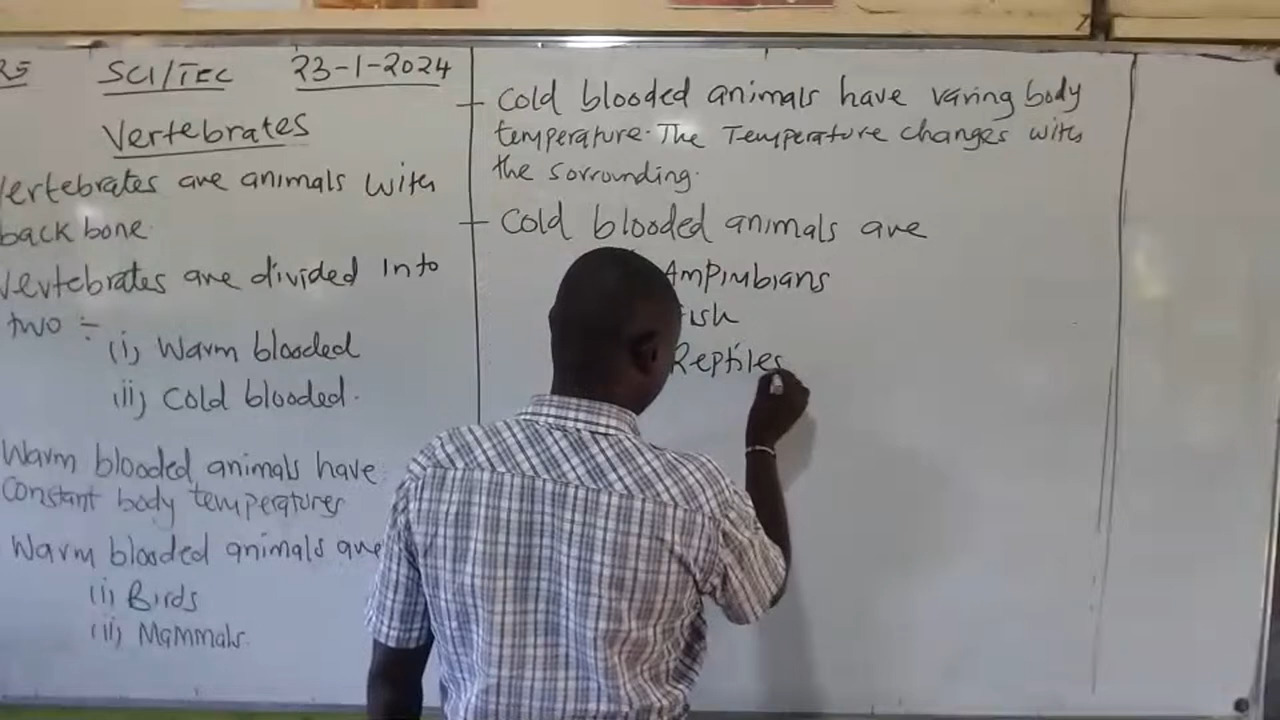 RS SCI/TEC 23-1-2024
Vertebrates
Vertebrates are animals with
back bone.
Vertebrates are divided into
two :-
(i) Warm blooded
ii) Cold blooded.
Warm blooded animals have
Constant body temperatures
Warm blooded animals are
(i) Birds
(ii) Mammals.
- Cold blooded animals have varing body
temperature. The Temperature changes with
the sorrounding.
- Cold blooded animals are
Ampimbians
Fish
Reptiles